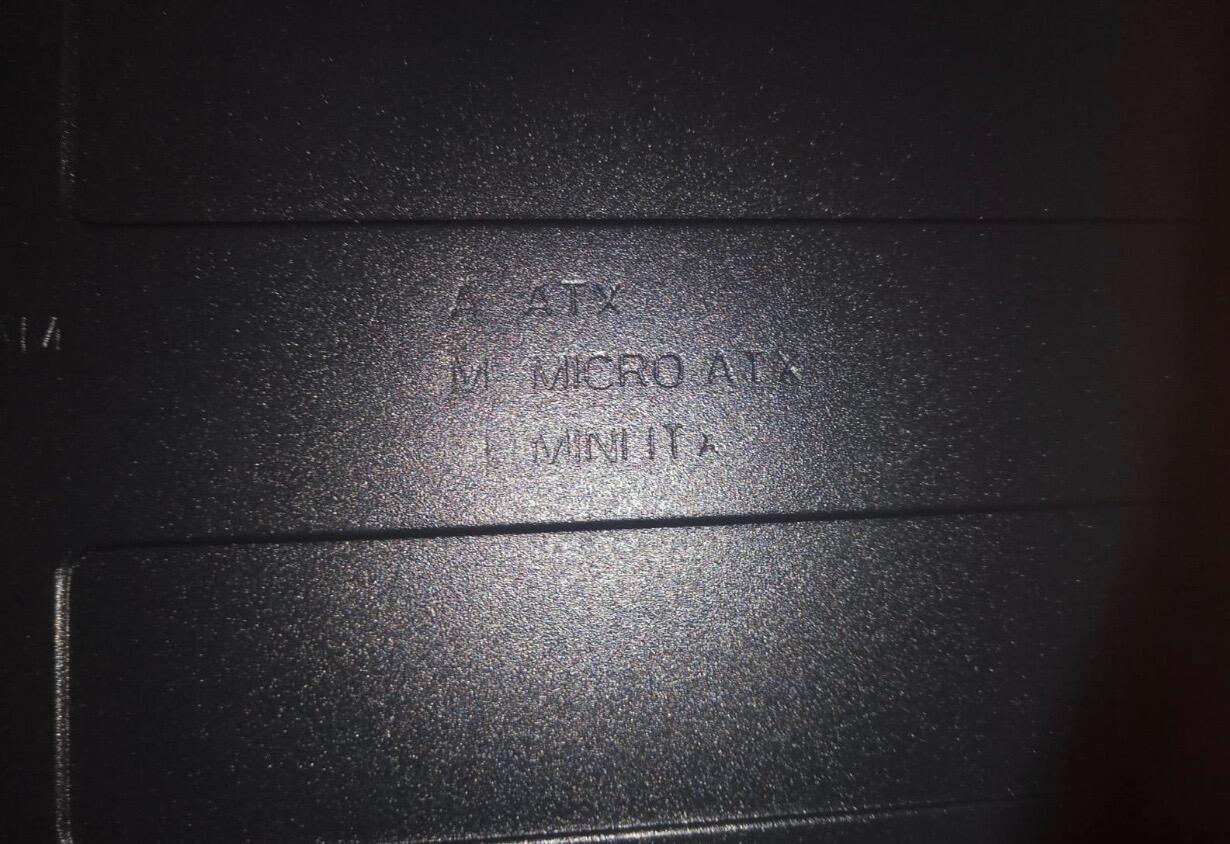 A ATX
M MICRO ATX
I MINI ITX